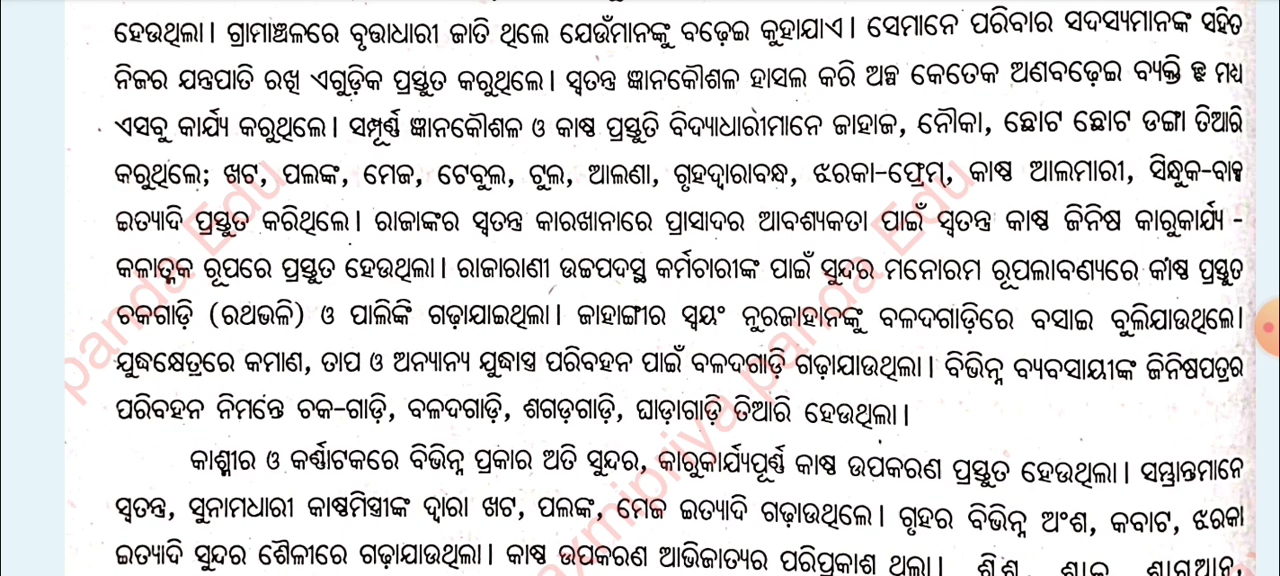 ହେଉଥିଲା । ଗ୍ରାମାଞ୍ଚଳରେ ବୃତ୍ତାଧାରୀ ଜାତି ଥିଲେ ଯେଉଁମାନଙ୍କୁ ବଢ଼େଇ କୁହାଯାଏ । ସେମାନେ ପରିବାର ସଦସ୍ୟମାନଙ୍କ ସହିତ
ନିଜର ଯନ୍ତ୍ରପାତି ରଖି ଏଗୁଡ଼ିକ ପ୍ରସ୍ତୁତ କରୁଥିଲେ । ସ୍ୱତନ୍ତ୍ର ଜ୍ଞାନକୌଶଳ ହାସଲ କରି ଅଳ୍ପ କେତେକ ଅଣବଢ଼େଇ ବ୍ୟକ୍ତି ମଧ୍ୟ
ଏସବୁ କାର୍ଯ୍ୟ କରୁଥିଲେ । ସମ୍ପୂର୍ଣ୍ଣ ଜ୍ଞାନକୌଶଳ ଓ କାଷ୍ଠ ପ୍ରସ୍ତୁତି ବିଦ୍ୟାଧାରୀମାନେ ଜାହାଜ, ନୌକା, ଛୋଟ ଛୋଟ ଡଙ୍ଗା ତିଆରି
କରୁଥିଲେ; ଖଟ, ପଲଙ୍କ, ମେଜ, ଟେବୁଲ, ଟୁଲ, ଆଲଣା, ଗୃହଦ୍ୱାରାବନ୍ଧ, ଝରକା-ଫ୍ରେମ୍, କାଷ୍ଠ ଆଲମାରୀ, ସିନ୍ଧୁକ-ବାକ୍ସ
ଇତ୍ୟାଦି ପ୍ରସ୍ତୁତ କରିଥିଲେ । ରାଜାଙ୍କର ସ୍ୱତନ୍ତ୍ର କାରଖାନାରେ ପ୍ରାସାଦର ଆବଶ୍ୟକତା ପାଇଁ ସ୍ୱତନ୍ତ୍ର କାଷ୍ଠ ଜିନିଷ କାରୁକାର୍ଯ୍ୟ -
କଳାତ୍ମକ ରୂପରେ ପ୍ରସ୍ତୁତ ହେଉଥିଲା । ରାଜାରାଣୀ ଉଚ୍ଚପଦସ୍ଥ କର୍ମଚାରୀଙ୍କ ପାଇଁ ସୁନ୍ଦର ମନୋରମ ରୂପଲାବଣ୍ୟରେ କାଷ୍ଠ ପ୍ରସ୍ତୁତ
ଚକଗାଡ଼ି (ରଥଭଳି) ଓ ପାଲିଙ୍କି ଗଢ଼ାଯାଇଥିଲା । ଜାହାଙ୍ଗୀର ସ୍ୱୟଂ ନୁରଜାହାନଙ୍କୁ ବଳଦଗାଡ଼ିରେ ବସାଇ ବୁଲିଯାଉଥିଲେ ।
ଯୁଦ୍ଧକ୍ଷେତ୍ରରେ କମାଣ, ତାପ ଓ ଅନ୍ୟାନ୍ୟ ଯୁଦ୍ଧାସ୍ତ୍ର ପରିବହନ ପାଇଁ ବଳଦଗାଡ଼ି ଗଢ଼ାଯାଉଥିଲା । ବିଭିନ୍ନ ବ୍ୟବସାୟୀଙ୍କ ଜିନିଷପତ୍ରର
ପରିବହନ ନିମନ୍ତେ ଚକ-ଗାଡ଼ି, ବଳଦଗାଡ଼ି, ଶଗଡ଼ଗାଡ଼ି, ଘାଡ଼ାଗାଡ଼ି ତିଆରି ହେଉଥିଲା ।
କାଶ୍ମୀର ଓ କର୍ଣ୍ଣାଟକରେ ବିଭିନ୍ନ ପ୍ରକାର ଅତି ସୁନ୍ଦର, କାରୁକାର୍ଯ୍ୟପୂର୍ଣ୍ଣ କାଷ୍ଠ ଉପକରଣ ପ୍ରସ୍ତୁତ ହେଉଥିଲା । ସମ୍ଭ୍ରାନ୍ତମାନେ
ସ୍ୱତନ୍ତ୍ର, ସୁନାମଧାରୀ କାଷ୍ଠମିସ୍ତ୍ରୀଙ୍କ ଦ୍ୱାରା ଖଟ, ପଲଙ୍କ, ମେଜ ଇତ୍ୟାଦି ଗଢ଼ାଉଥିଲେ । ଗୃହର ବିଭିନ୍ନ ଅଂଶ, କବାଟ, ଝରକା
ଇତ୍ୟାଦି ସୁନ୍ଦର ଶୈଳୀରେ ଗଢ଼ାଯାଉଥିଲା । କାଷ୍ଠ ଉପକରଣ ଆଭିଜାତ୍ୟର ପରିପ୍ରକାଶ ଥିଲା ।
panda Edu
axmipriya panda Edu